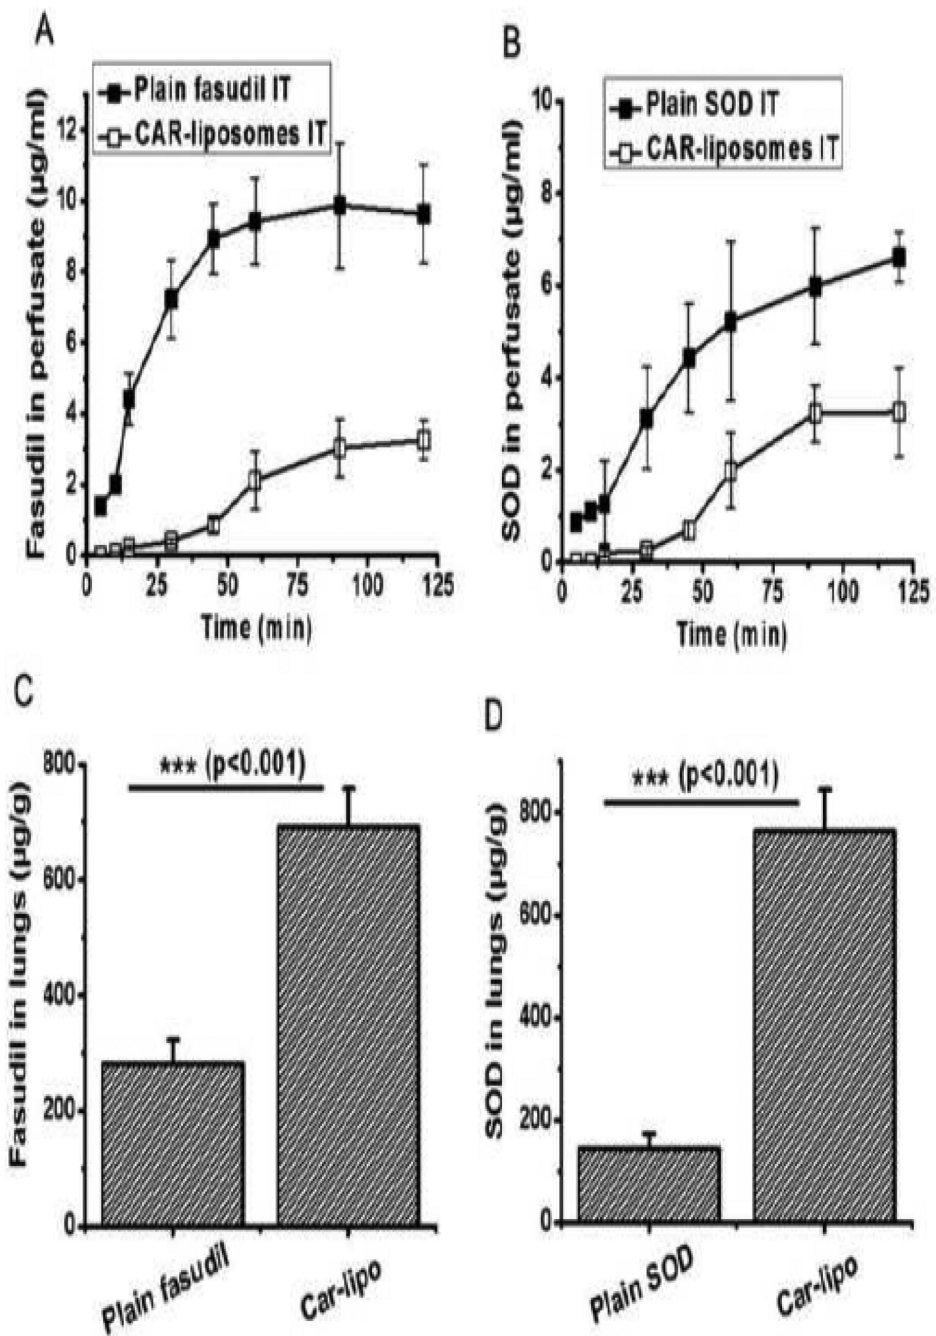 A
Plain fasudil IT
CAR-liposomes IT
Fasudil in perfusate (µg/ml)
12
10
8
6
4
2
0
0 25 50 75 100 125
Time (min)
B
Plain SOD IT
CAR-liposomes IT
SOD in perfusate (µg/ml)
10
8
6
4
2
0
0 25 50 75 100 125
Time (min)
C
*** (p<0.001)
Fasudil in lungs (µg/g)
800
600
400
200
0
Plain fasudil Car-lipo
D
*** (p<0.001)
SOD in lungs (µg/g)
800
600
400
200
0
Plain SOD Car-lipo